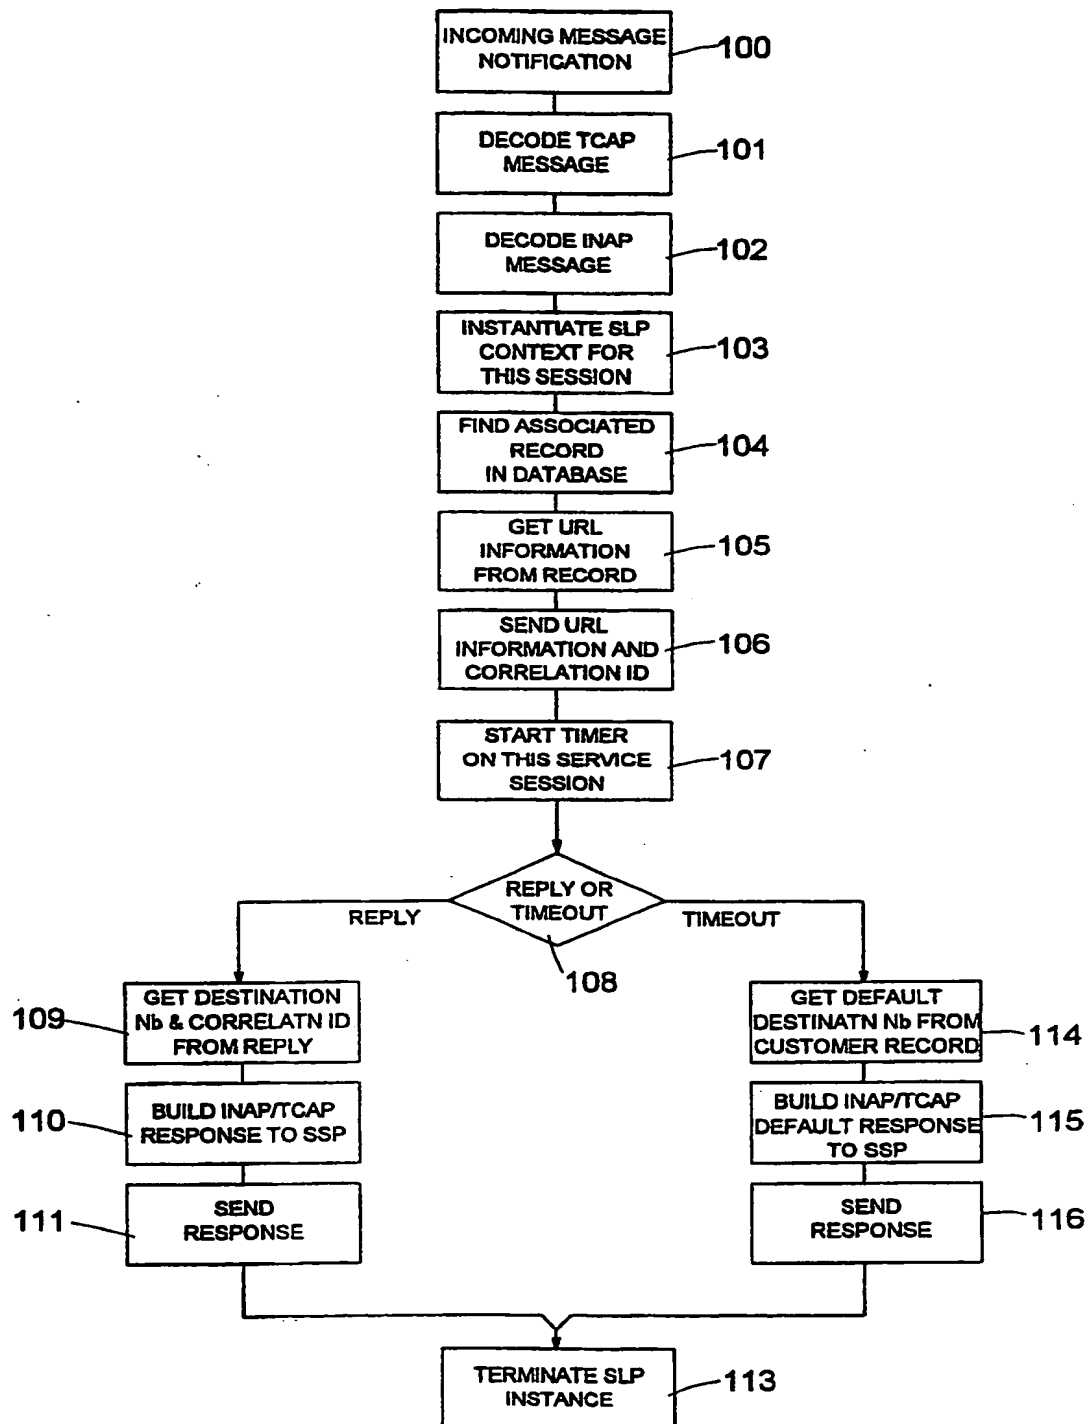 INCOMING MESSAGE
NOTIFICATION
100
DECODE TCAP
MESSAGE
101
DECODE INAP
MESSAGE
102
INSTANTIATE SLP
CONTEXT FOR
THIS SESSION
103
FIND ASSOCIATED
RECORD
IN DATABASE
104
GET URL
INFORMATION
FROM RECORD
105
SEND URL
INFORMATION AND
CORRELATION ID
106
START TIMER
ON THIS SERVICE
SESSION
107
REPLY OR
TIMEOUT
108
REPLY
TIMEOUT
GET DESTINATION
Nb & CORRELATN ID
FROM REPLY
109
BUILD INAP/TCAP
RESPONSE TO SSP
110
SEND
RESPONSE
111
GET DEFAULT
DESTINATN Nb FROM
CUSTOMER RECORD
114
BUILD INAP/TCAP
DEFAULT RESPONSE
TO SSP
115
SEND
RESPONSE
116
TERMINATE SLP
INSTANCE
113